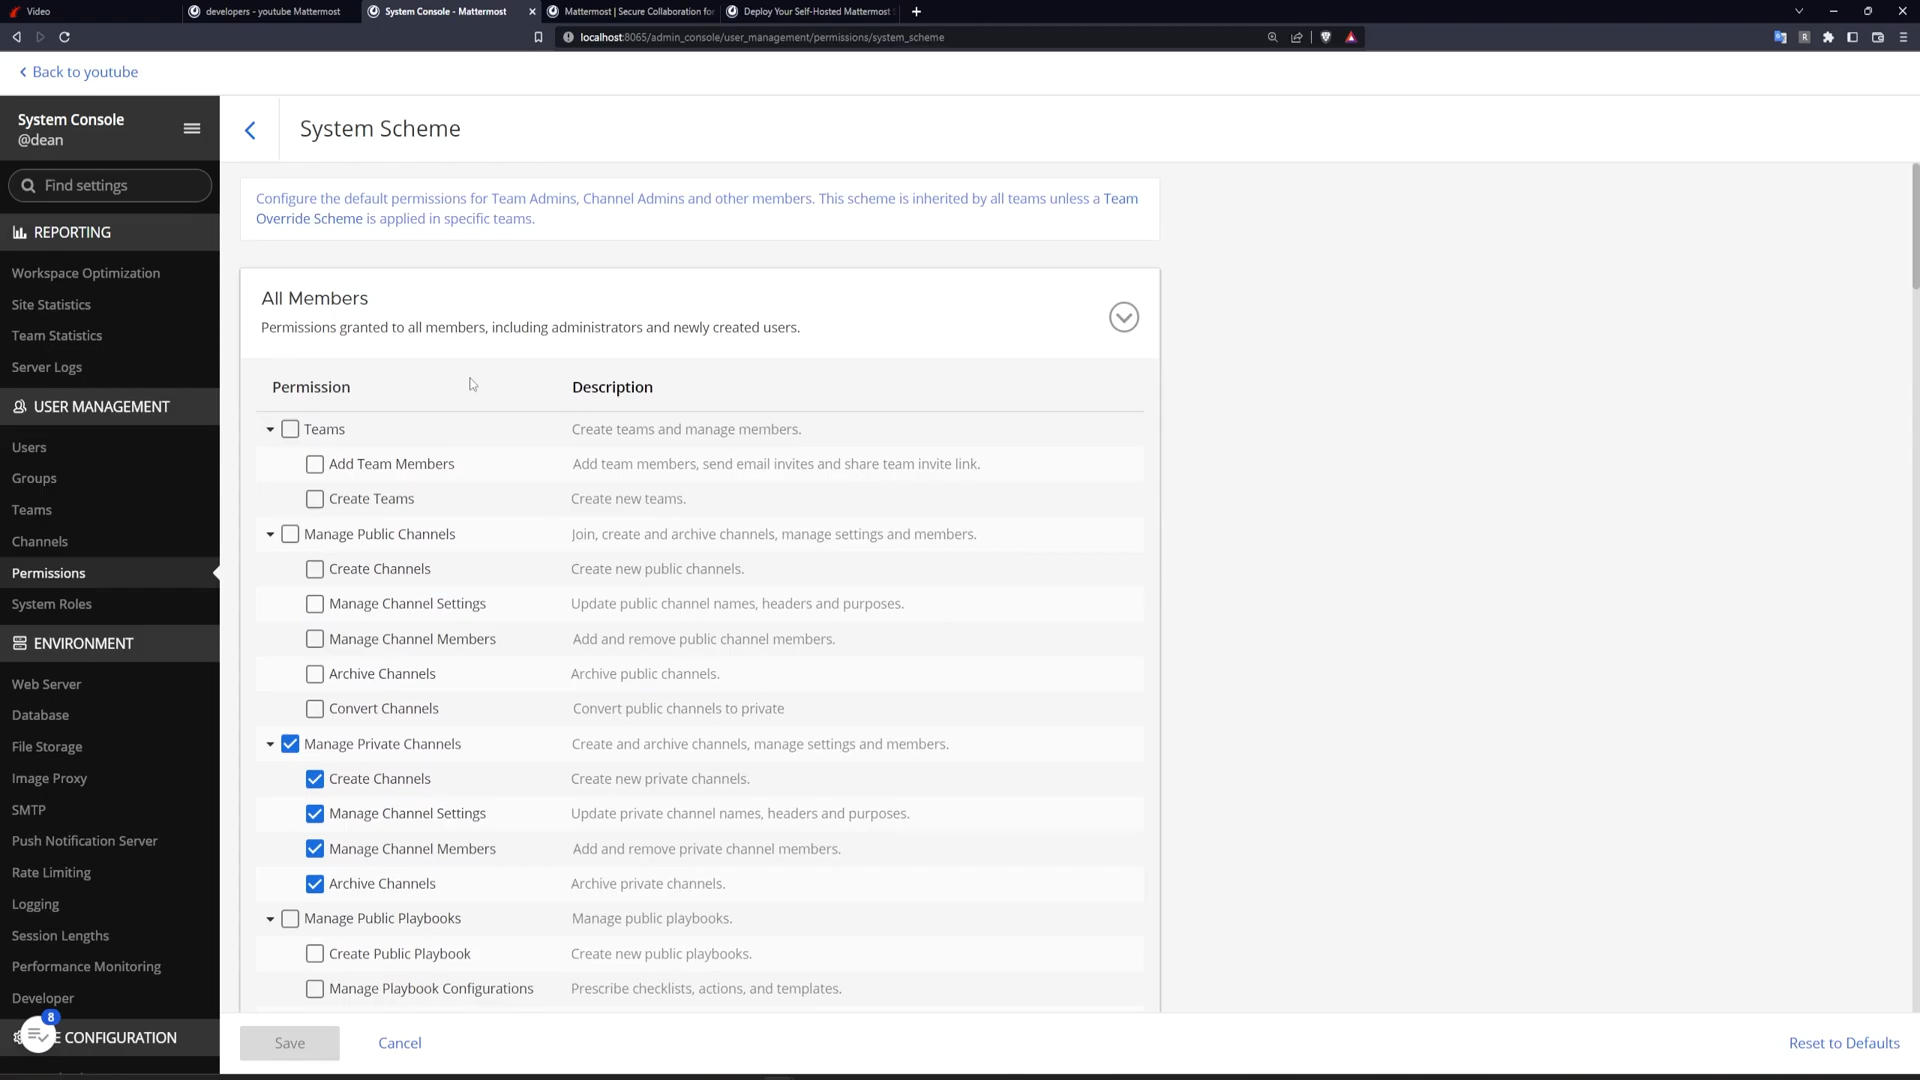 Video
developers - youtube Mattermost
System Console - Mattermost
Mattermost | Secure Collaboration for
Deploy Your Self-Hosted Mattermost
localhost:8065/admin_console/user_management/permissions/system_scheme
Back to youtube
System Console
@dean
Find settings
REPORTING
Workspace Optimization
Site Statistics
Team Statistics
Server Logs
USER MANAGEMENT
Users
Groups
Teams
Channels
Permissions
System Roles
ENVIRONMENT
Web Server
Database
File Storage
Image Proxy
SMTP
Push Notification Server
Rate Limiting
Logging
Session Lengths
Performance Monitoring
Developer
8
E CONFIGURATION
System Scheme
Configure the default permissions for Team Admins, Channel Admins and other members. This scheme is inherited by all teams unless a Team
Override Scheme is applied in specific teams.
All Members
Permissions granted to all members, including administrators and newly created users.
Permission Description
Teams Create teams and manage members.
Add Team Members Add team members, send email invites and share team invite link.
Create Teams Create new teams.
Manage Public Channels Join, create and archive channels, manage settings and members.
Create Channels Create new public channels.
Manage Channel Settings Update public channel names, headers and purposes.
Manage Channel Members Add and remove public channel members.
Archive Channels Archive public channels.
Convert Channels Convert public channels to private
Manage Private Channels Create and archive channels, manage settings and members.
Create Channels Create new private channels.
Manage Channel Settings Update private channel names, headers and purposes.
Manage Channel Members Add and remove private channel members.
Archive Channels Archive private channels.
Manage Public Playbooks Manage public playbooks.
Create Public Playbook Create new public playbooks.
Manage Playbook Configurations Prescribe checklists, actions, and templates.
Save
Cancel
Reset to Defaults